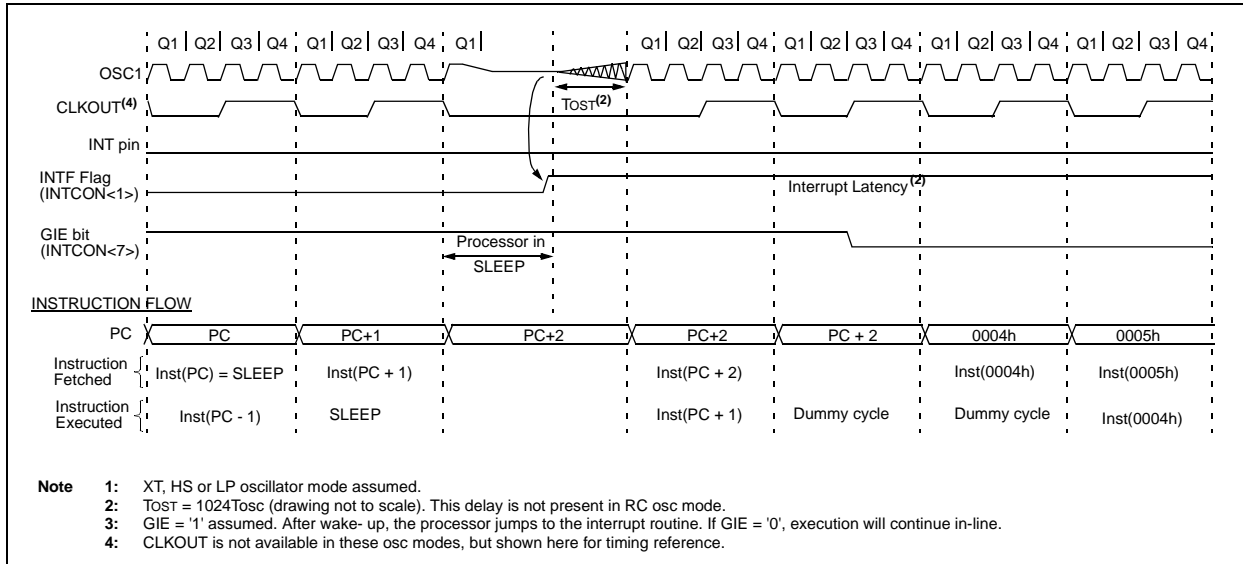 Q1 Q2 Q3 Q4 Q1 Q2 Q3 Q4 Q1 Q1 Q2 Q3 Q4 Q1 Q2 Q3 Q4 Q1 Q2 Q3 Q4 Q1 Q2 Q3 Q4
OSC1
TOST(2)
CLKOUT(4)
INT pin
INTF Flag
(INTCON<1>)
Interrupt Latency(2)
GIE bit
(INTCON<7>)
Processor in
SLEEP
INSTRUCTION FLOW
PC PC PC+1 PC+2 PC+2 PC + 2 0004h 0005h
Instruction
Fetched
Inst(PC) = SLEEP Inst(PC + 1) Inst(PC + 2) Inst(0004h) Inst(0005h)
Instruction
Executed
Inst(PC - 1) SLEEP Inst(PC + 1) Dummy cycle Dummy cycle Inst(0004h)
Note 1: XT, HS or LP oscillator mode assumed.
2: TOST = 1024Tosc (drawing not to scale). This delay is not present in RC osc mode.
3: GIE = '1' assumed. After wake- up, the processor jumps to the interrupt routine. If GIE = '0', execution will continue in-line.
4: CLKOUT is not available in these osc modes, but shown here for timing reference.